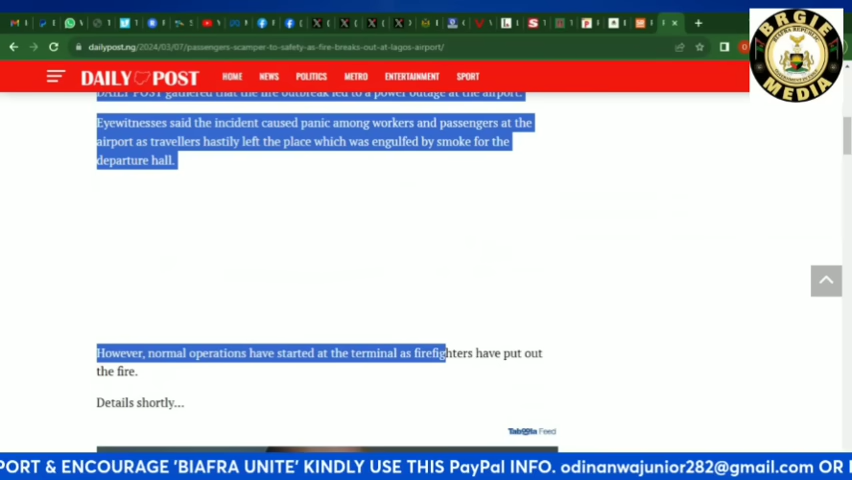 dailypost.ng/2024/03/07/passengers-scamper-to-safety-as-fire-breaks-out-at-lagos-airport/
DAILY POST HOME NEWS POLITICS METRO ENTERTAINMENT SPORT
BRGIE
BIAFRA REPUBLIC
MEDIA
DAILY POST gathered that the fire outbreak led to a power outage at the airport.
Eyewitnesses said the incident caused panic among workers and passengers at the
airport as travellers hastily left the place which was engulfed by smoke for the
departure hall.
However, normal operations have started at the terminal as firefighters have put out
the fire.
Details shortly...
Taboola Feed
PORT & ENCOURAGE 'BIAFRA UNITE' KINDLY USE THIS PayPal INFO. odinanwajunior282@gmail.com OR